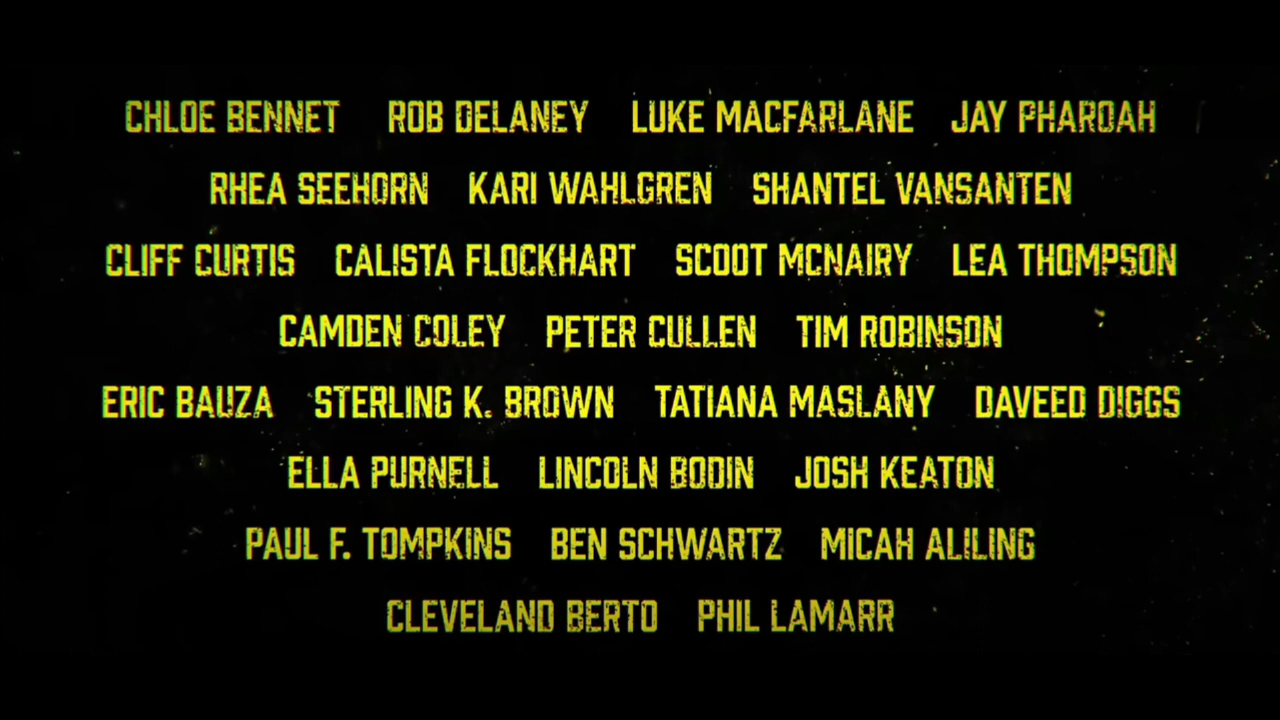 CHLOE BENNET ROB DELANEY LUKE MACFARLANE JAY PHAROAH
RHEA SEEHORN KARI WAHLGREN SHANTEL VANSANTEN
CLIFF CURTIS CALISTA FLOCKHART SCOOT MCNAIRY LEA THOMPSON
CAMDEN COLEY PETER CULLEN TIM ROBINSON
ERIC BAUZA STERLING K. BROWN TATIANA MASLANY DAVEED DIGGS
ELLA PURNELL LINCOLN BODIN JOSH KEATON
PAUL F. TOMPKINS BEN SCHWARTZ MICAH ALILING
CLEVELAND BERTO PHIL LAMARR